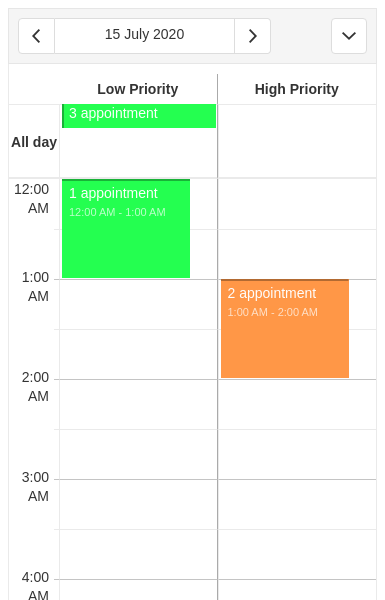 15 July 2020
Low Priority
High Priority
3 appointment
All day
12:00
AM
1 appointment
12:00 AM - 1:00 AM
1:00
AM
2 appointment
1:00 AM - 2:00 AM
2:00
AM
3:00
AM
4:00
AM